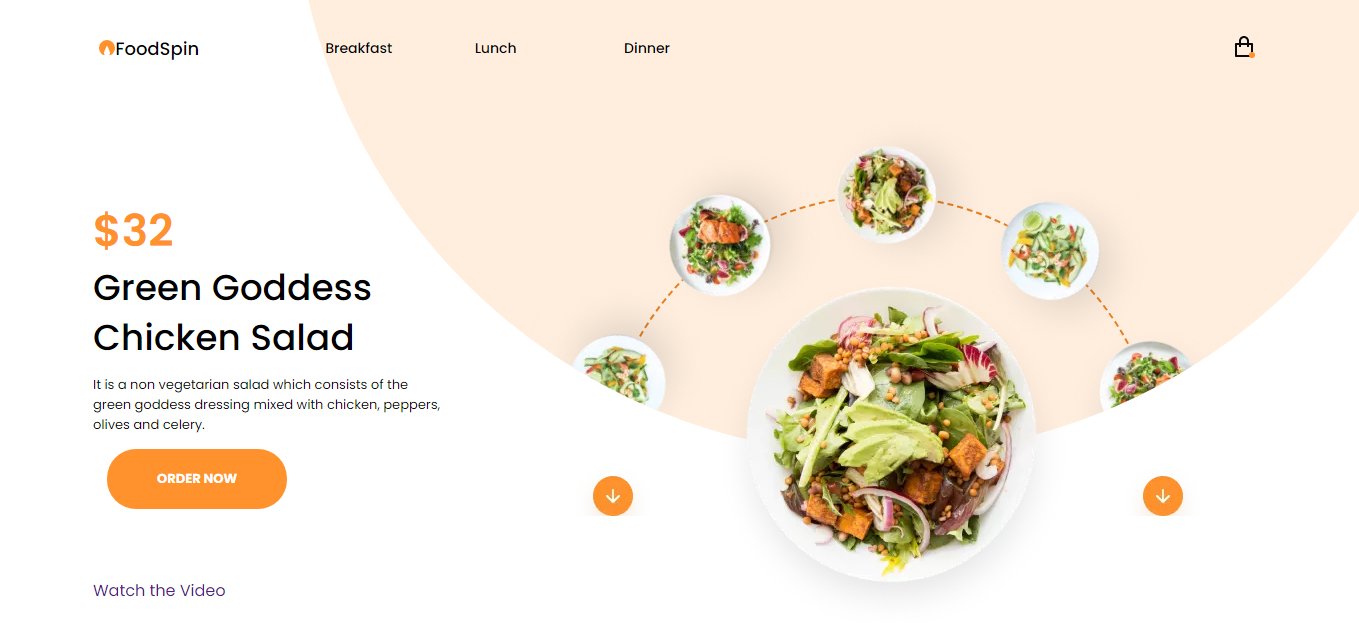 FoodSpin
Breakfast
Lunch
Dinner
$32
Green Goddess
Chicken Salad
It is a non vegetarian salad which consists of the
green goddess dressing mixed with chicken, peppers,
olives and celery.
ORDER NOW
Watch the Video